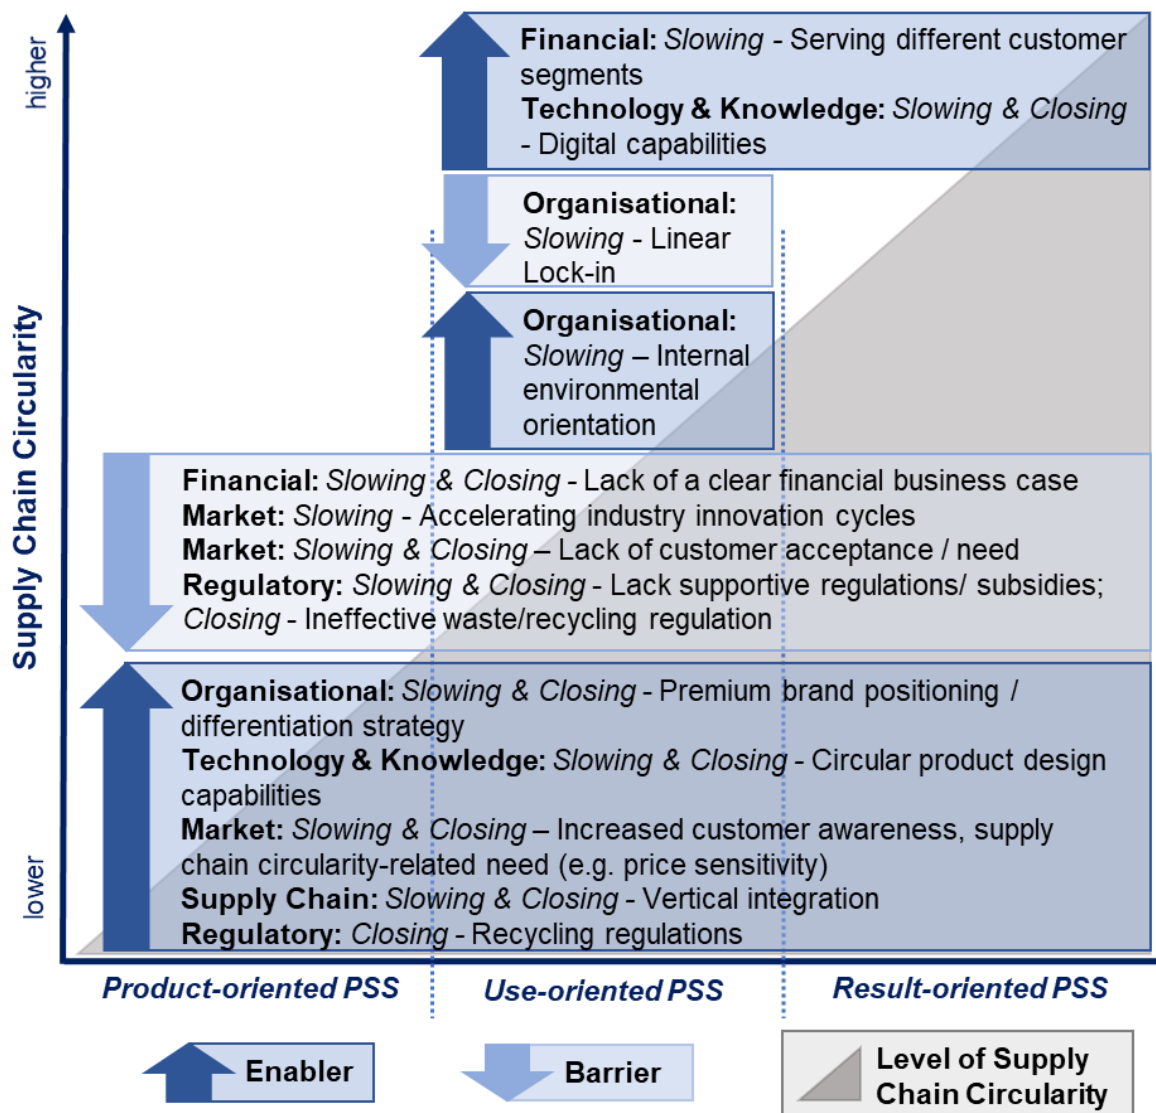 higher
Supply Chain Circularity
lower
Financial: Slowing - Serving different customer
segments
Technology & Knowledge: Slowing & Closing
- Digital capabilities
Organisational:
Slowing - Linear
Lock-in
Organisational:
Slowing – Internal
environmental
orientation
Financial: Slowing & Closing - Lack of a clear financial business case
Market: Slowing - Accelerating industry innovation cycles
Market: Slowing & Closing – Lack of customer acceptance / need
Regulatory: Slowing & Closing - Lack supportive regulations/ subsidies;
Closing - Ineffective waste/recycling regulation
Organisational: Slowing & Closing - Premium brand positioning /
differentiation strategy
Technology & Knowledge: Slowing & Closing - Circular product design
capabilities
Market: Slowing & Closing – Increased customer awareness, supply
chain circularity-related need (e.g. price sensitivity)
Supply Chain: Slowing & Closing - Vertical integration
Regulatory: Closing - Recycling regulations
Product-oriented PSS
Use-oriented PSS
Result-oriented PSS
Enabler
Barrier
Level of Supply
Chain Circularity